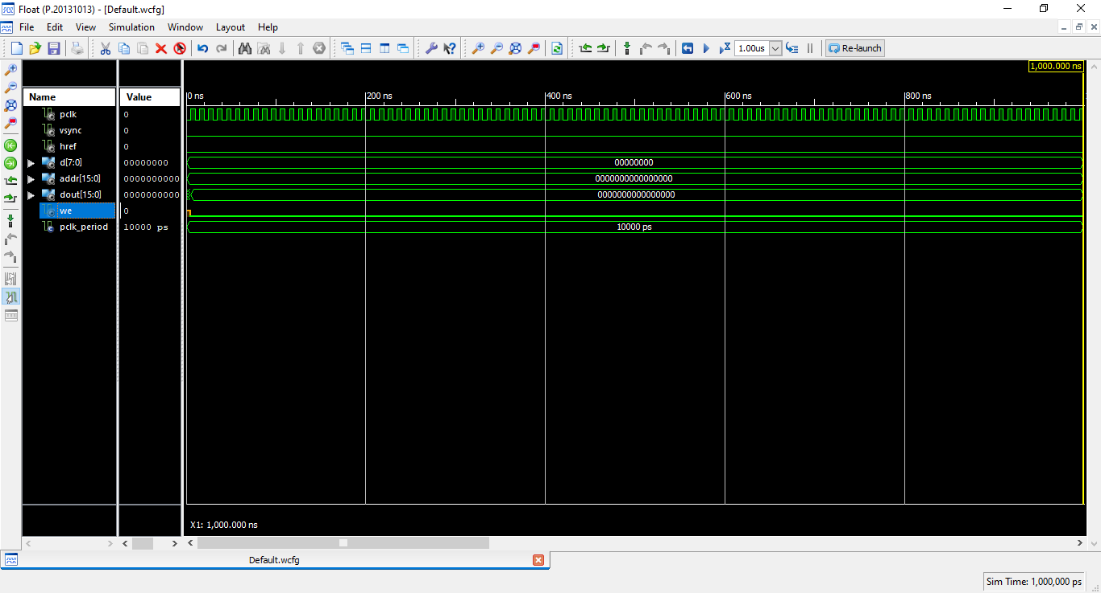 Float (P.20131013) - [Default.wcfg]
File Edit View Simulation Window Layout Help
1.00us Re-launch
1,000.000 ns
Name Value 0 ns 200 ns 400 ns 600 ns 800 ns
pclk 0
vsync 0
href 0
d[7:0] 00000000 00000000
addr[15:0] 0000000000 0000000000000000
dout[15:0] 0000000000 0000000000000000
we 0
pclk_period 10000 ps 10000 ps
X1: 1,000.000 ns
Default.wcfg
Sim Time: 1,000,000 ps